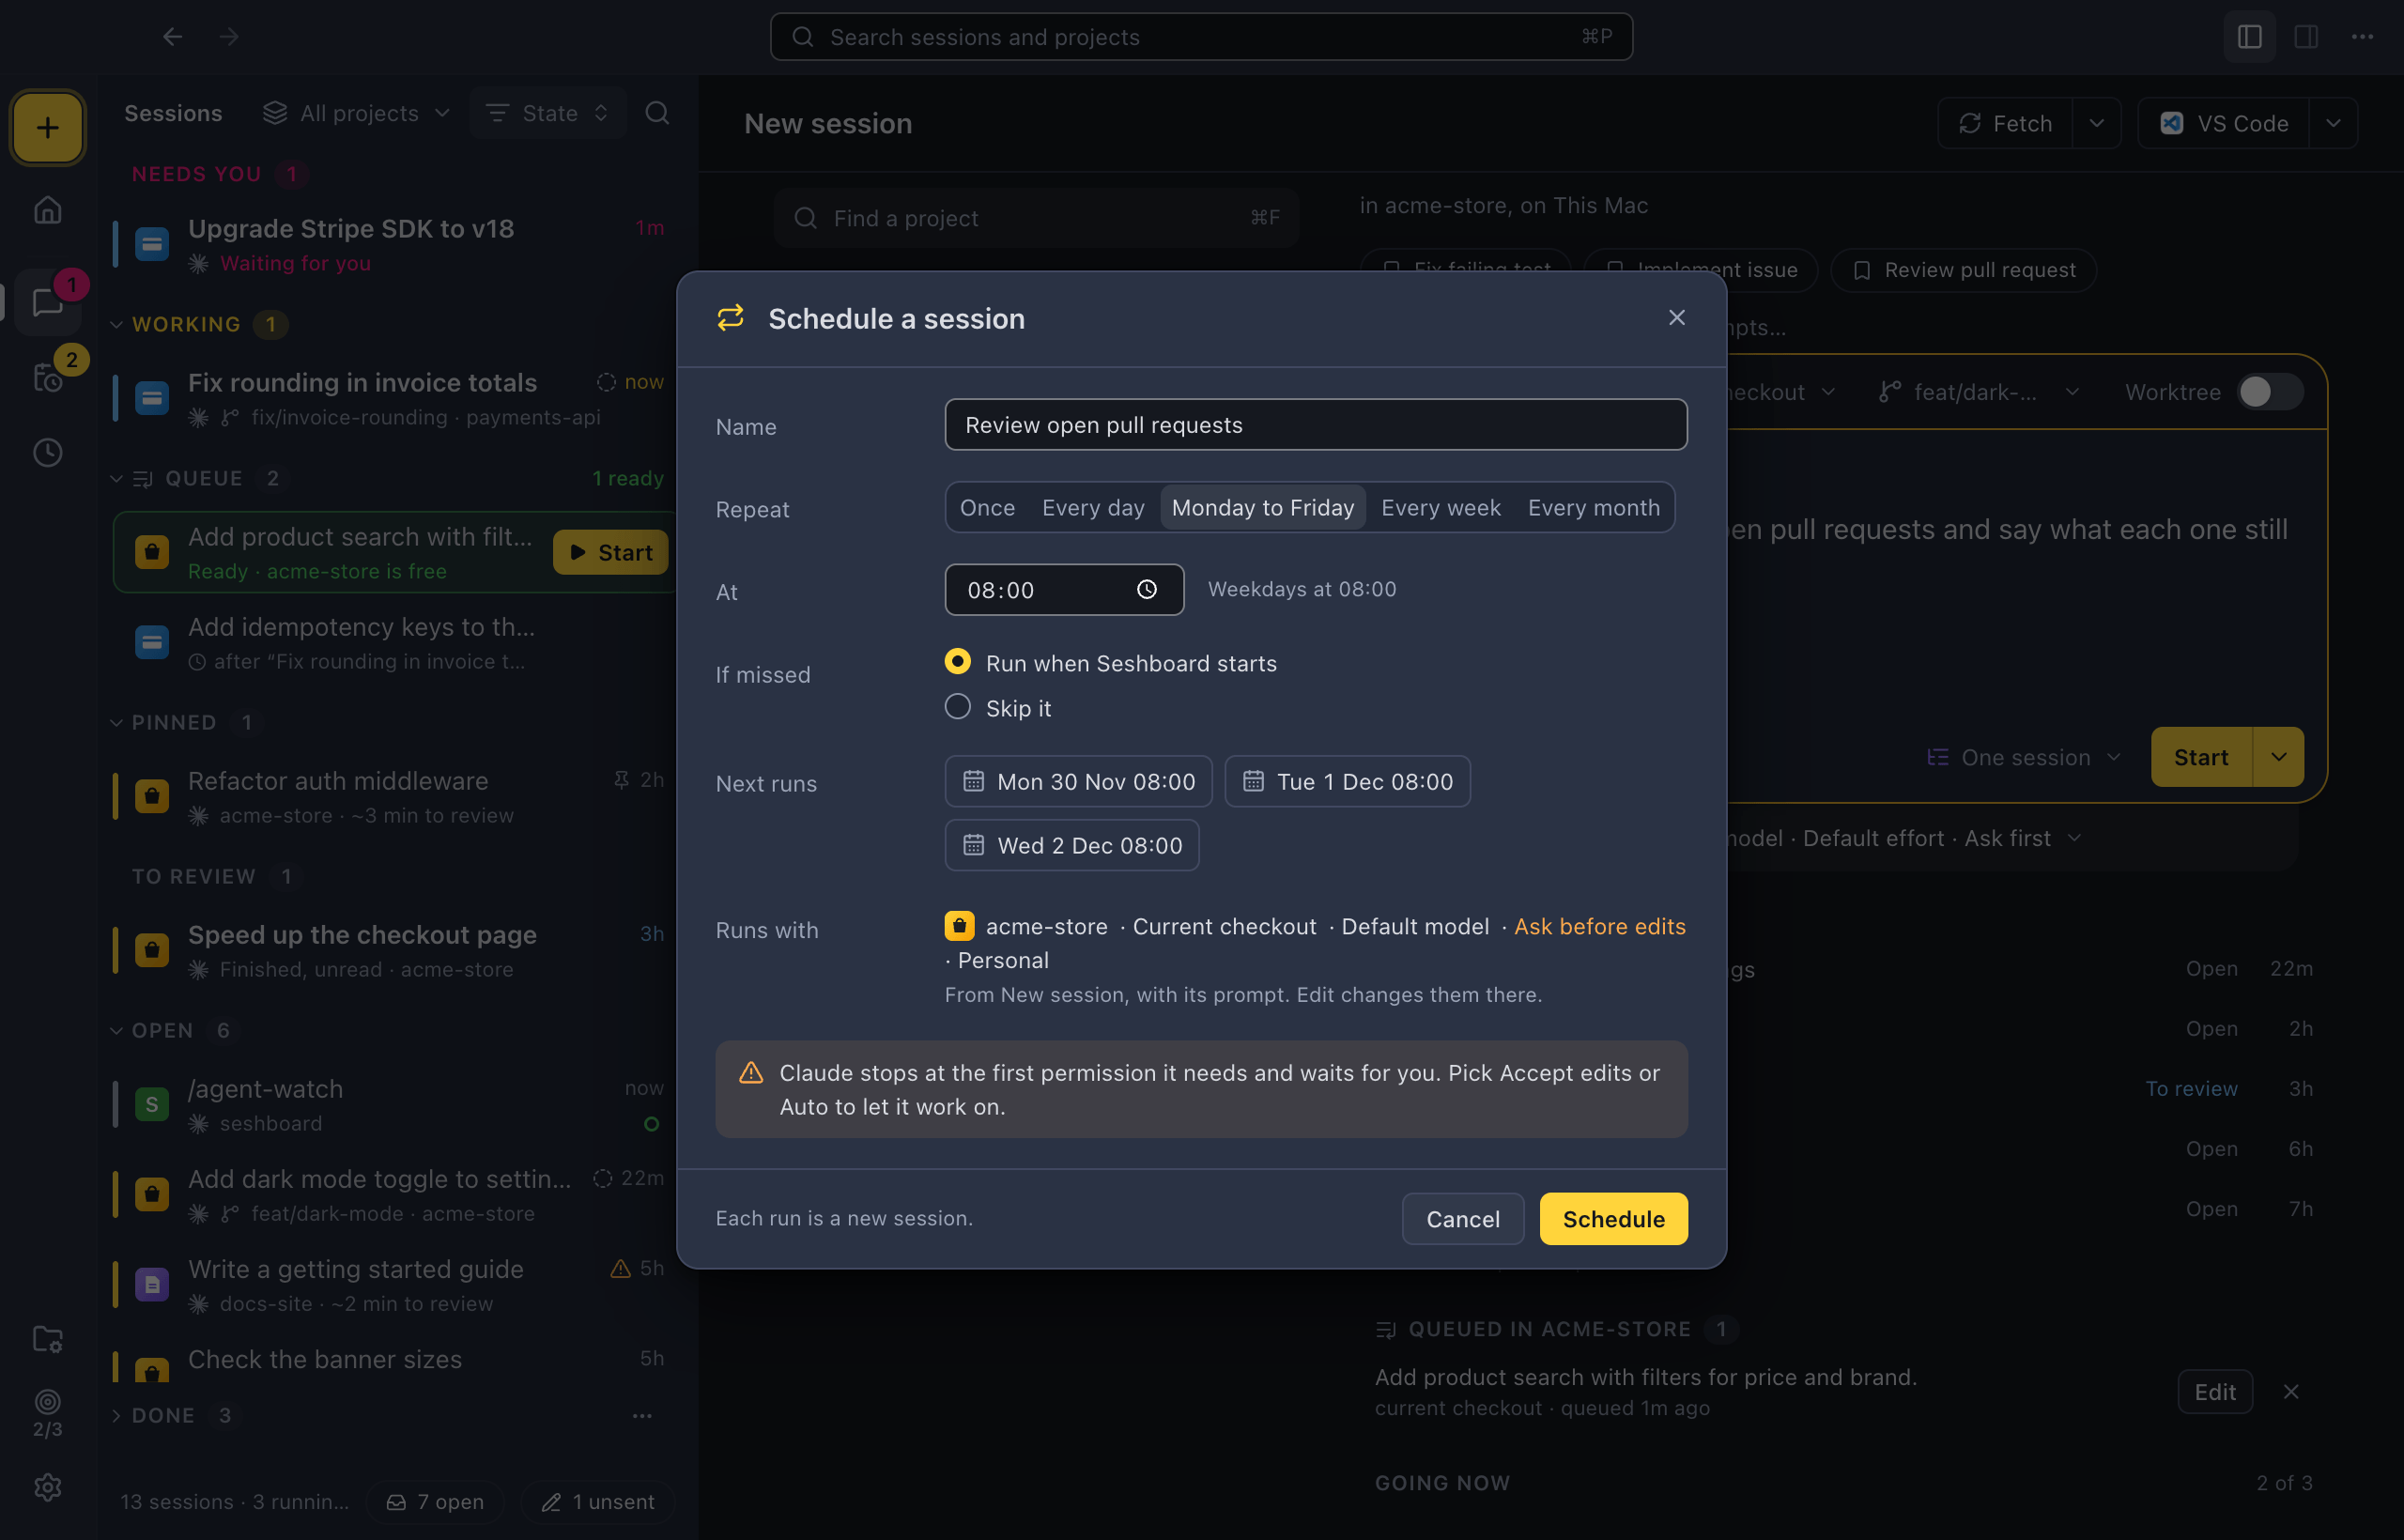 Search sessions and projects
⌘P
Sessions
All projects
State
New session
Fetch
VS Code
NEEDS YOU 1
Upgrade Stripe SDK to v18
1m
Waiting for you
1
WORKING 1
2
Fix rounding in invoice totals
now
fix/invoice-rounding · payments-api
QUEUE 2
1 ready
Add product search with filt...
Start
Ready · acme-store is free
Add idempotency keys to th...
after “Fix rounding in invoice t...
PINNED 1
Refactor auth middleware
2h
acme-store · ~3 min to review
TO REVIEW 1
Speed up the checkout page
3h
Finished, unread · acme-store
OPEN 6
S
/agent-watch
now
seshboard
Add dark mode toggle to settin...
22m
feat/dark-mode · acme-store
Write a getting started guide
5h
docs-site · ~2 min to review
Check the banner sizes
5h
DONE 3
2/3
13 sessions · 3 runnin...
7 open
1 unsent
Find a project
⌘F
in acme-store, on This Mac
Fix failing test
Implement issue
Review pull request
mpts...
heckout
feat/dark-...
Worktree
en pull requests and say what each one still
One session
Start
model · Default effort · Ask first
gs
Open 22m
Open 2h
To review 3h
Open 6h
Open 7h
QUEUED IN ACME-STORE 1
Add product search with filters for price and brand.
current checkout · queued 1m ago
Edit
GOING NOW
2 of 3
Schedule a session
Name
Review open pull requests
Repeat
Once
Every day
Monday to Friday
Every week
Every month
At
08:00
Weekdays at 08:00
If missed
Run when Seshboard starts
Skip it
Next runs
Mon 30 Nov 08:00
Tue 1 Dec 08:00
Wed 2 Dec 08:00
Runs with
acme-store · Current checkout · Default model · Ask before edits
· Personal
From New session, with its prompt. Edit changes them there.
Claude stops at the first permission it needs and waits for you. Pick Accept edits or
Auto to let it work on.
Each run is a new session.
Cancel
Schedule